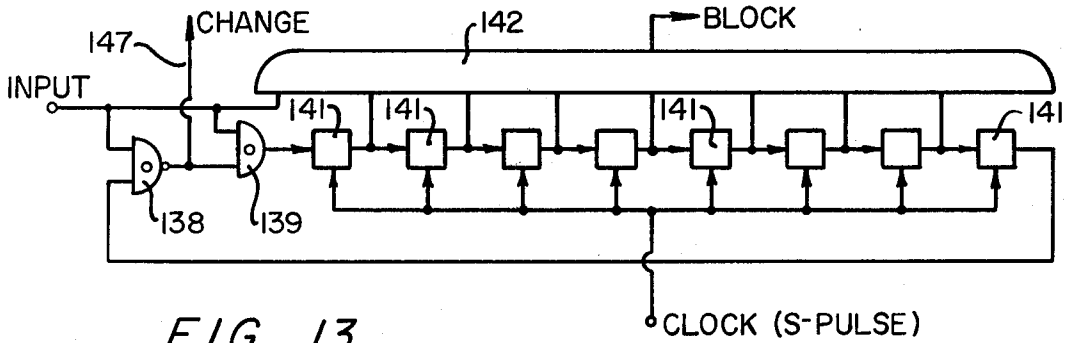 147
CHANGE
142
BLOCK
INPUT
141
141
141
141
138
139
CLOCK (S-PULSE)
FIG. 13